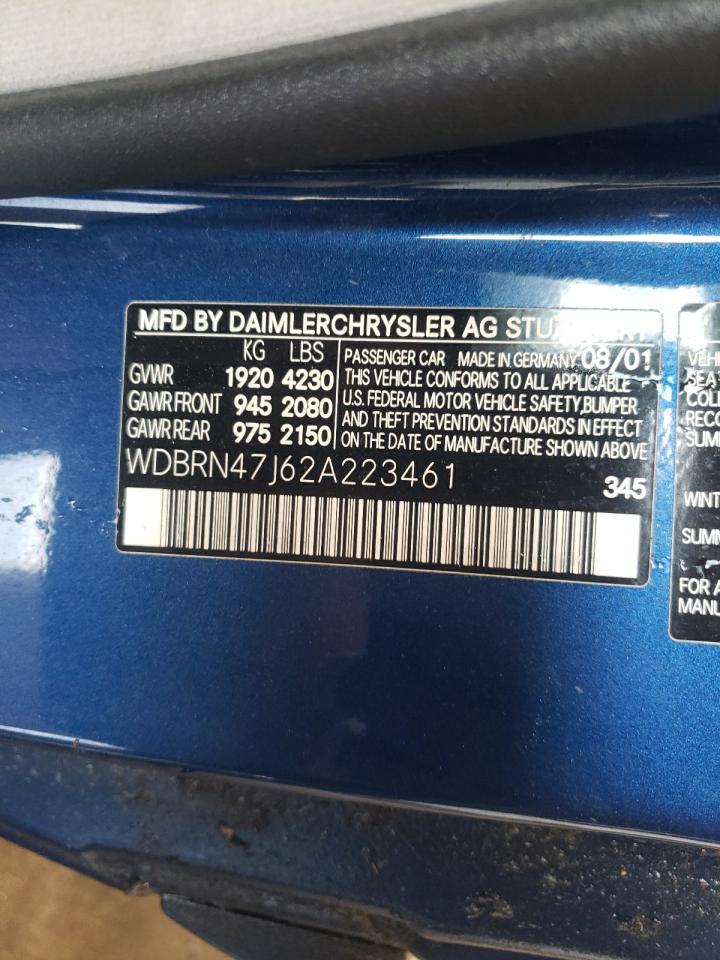 MFD BY DAIMLERCHRYSLER AG
KG LBS
GVWR 1920 4230
GAWR FRONT 945 2080
GAWR REAR 975 2150
PASSENGER CAR MADE IN GERMANY 08/01
THIS VEHICLE CONFORMS TO ALL APPLICABLE
U.S. FEDERAL MOTOR VEHICLE SAFETY, BUMPER
AND THEFT PREVENTION STANDARDS IN EFFECT
ON THE DATE OF MANUFACTURE SHOWN ABOVE
WDBRN47J62A223461
345
FOR